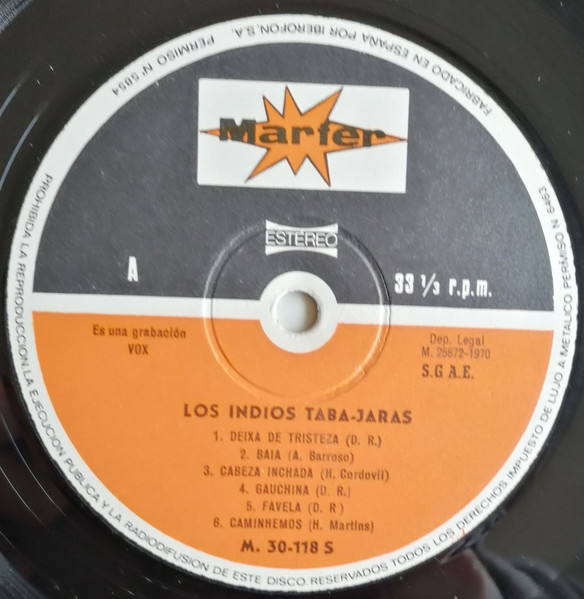 FABRICADO EN ESPAÑA POR IBEROFON, S.A. PERMISO Nº 5854
PROHIBIDA LA REPRODUCCION, LA EJECUCION PUBLICA Y LA RADIODIFUSION DE ESTE DISCO RESERVADOS TODOS LOS DERECHOS IMPUESTO DE LUJO A METALICO. PERMISO N 6463
Marfer
ESTEREO
A
33 1/3 r.p.m.
Es una grabación
VOX
Dep. Legal
M. 25672-1970
S.G A.E.
LOS INDIOS TABA-JARAS
1. DEIXA DE TRISTEZA (D. R.)
2. BAIA (A. Barroso)
3. CABEZA INCHADA (H. Cordovil)
4. GAUCHINA (D. R.)
5. FAVELA (D. R )
6. CAMINHEMOS (H. Martins)
M. 30-118 S